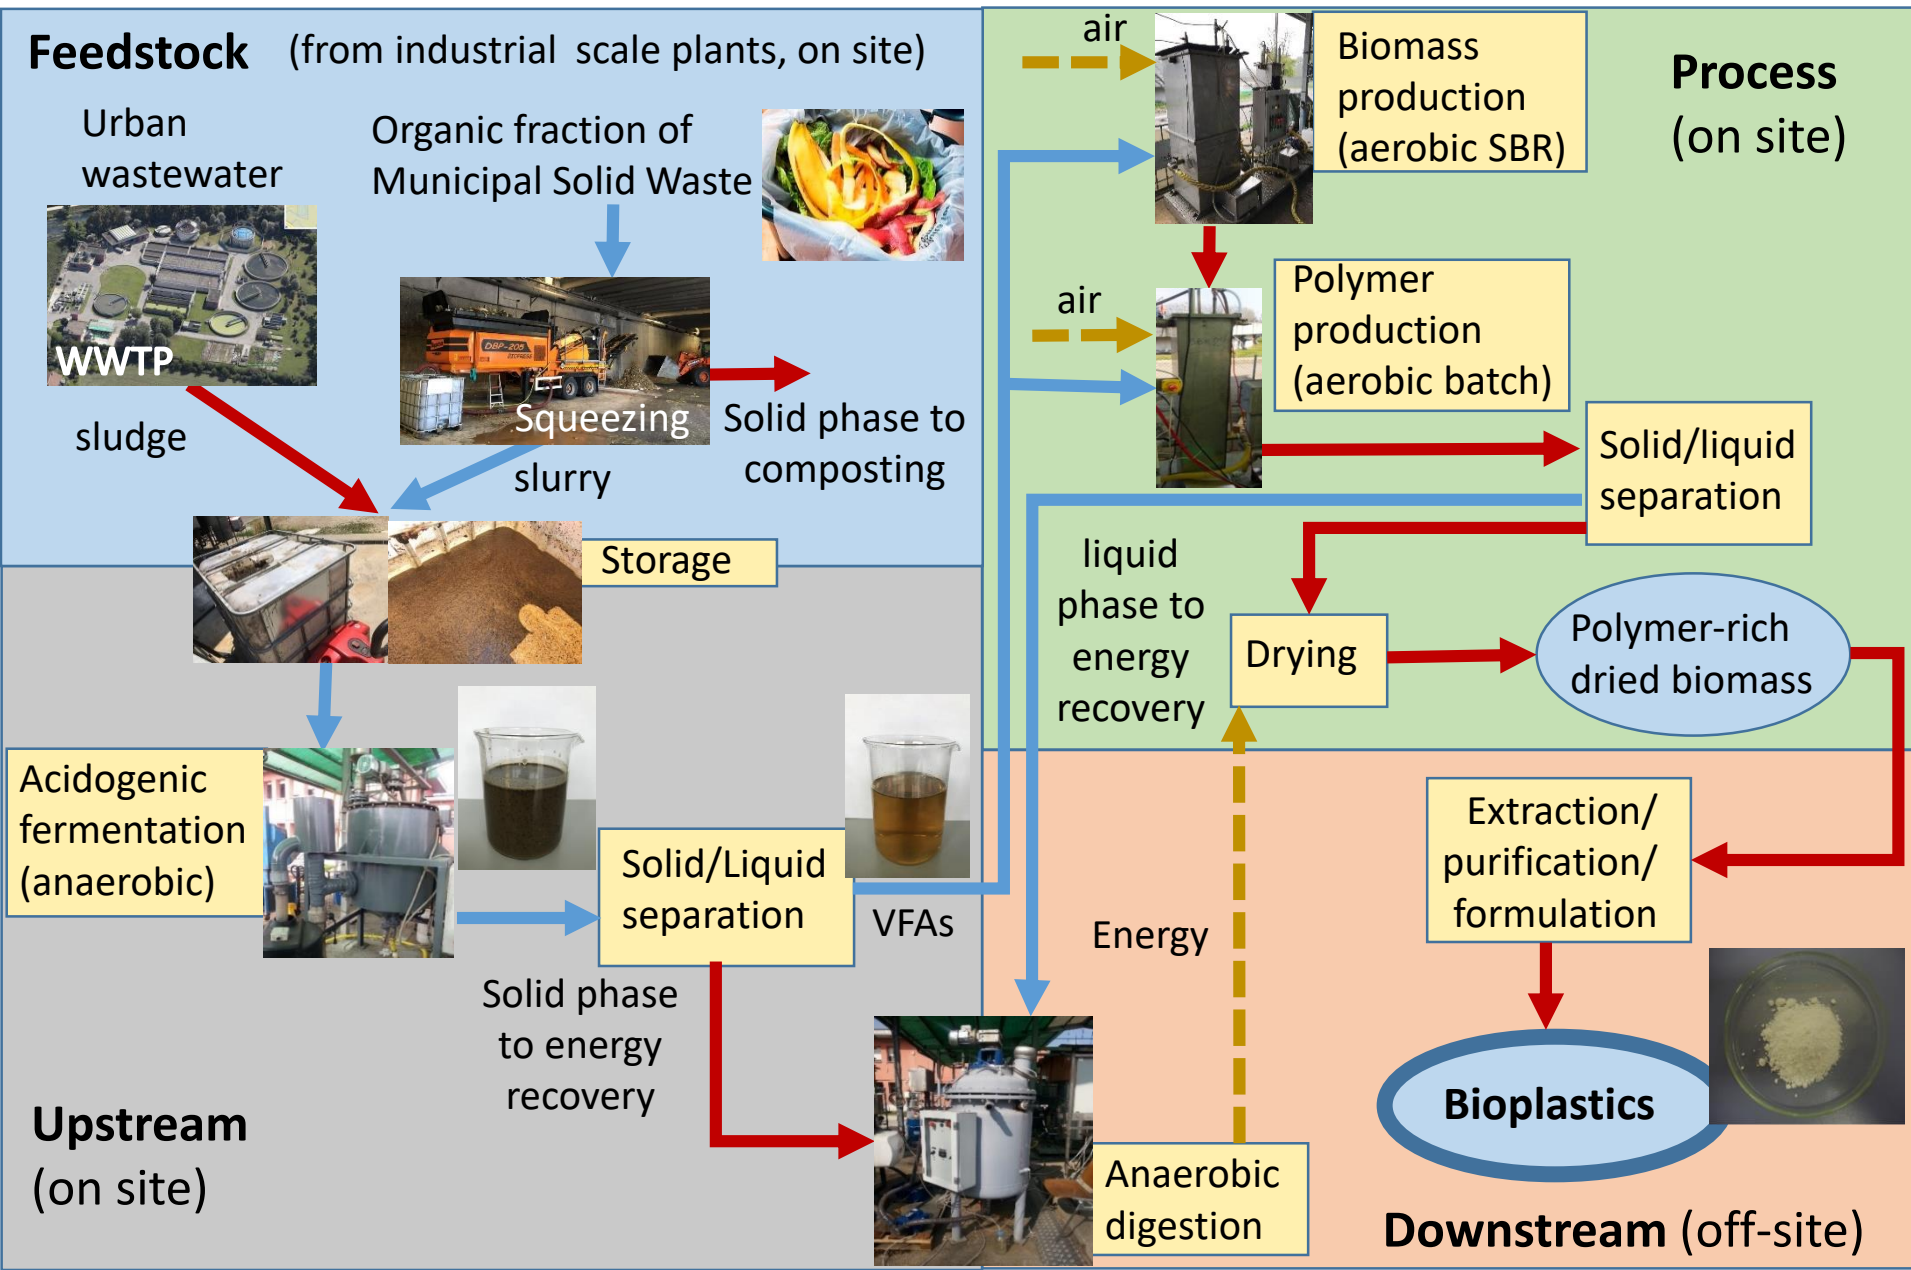 Feedstock (from industrial scale plants, on site)
Urban
wastewater
Organic fraction of
Municipal Solid Waste
WWTP
DBP-205
Squeezing
sludge
slurry
Solid phase to
composting
Storage
air
Biomass
production
(aerobic SBR)
Process
(on site)
air
Polymer
production
(aerobic batch)
Solid/liquid
separation
liquid
phase to
energy
recovery
Drying
Polymer-rich
dried biomass
Acidogenic
fermentation
(anaerobic)
Solid/Liquid
separation
VFAs
Solid phase
to energy
recovery
Upstream
(on site)
Energy
Anaerobic
digestion
Extraction/
purification/
formulation
Bioplastics
Downstream (off-site)